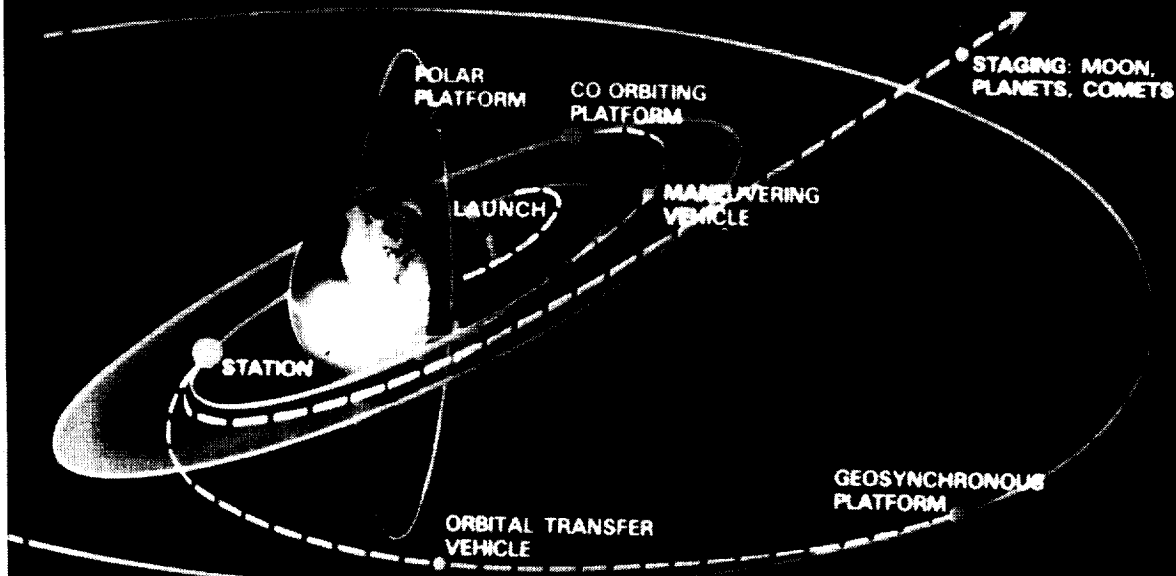 POLAR
PLATFORM
CO ORBITING
PLATFORM
STAGING: MOON,
PLANETS, COMETS
LAUNCH
MANEUVERING
VEHICLE
STATION
GEOSYNCHRONOUS
PLATFORM
ORBITAL TRANSFER
VEHICLE